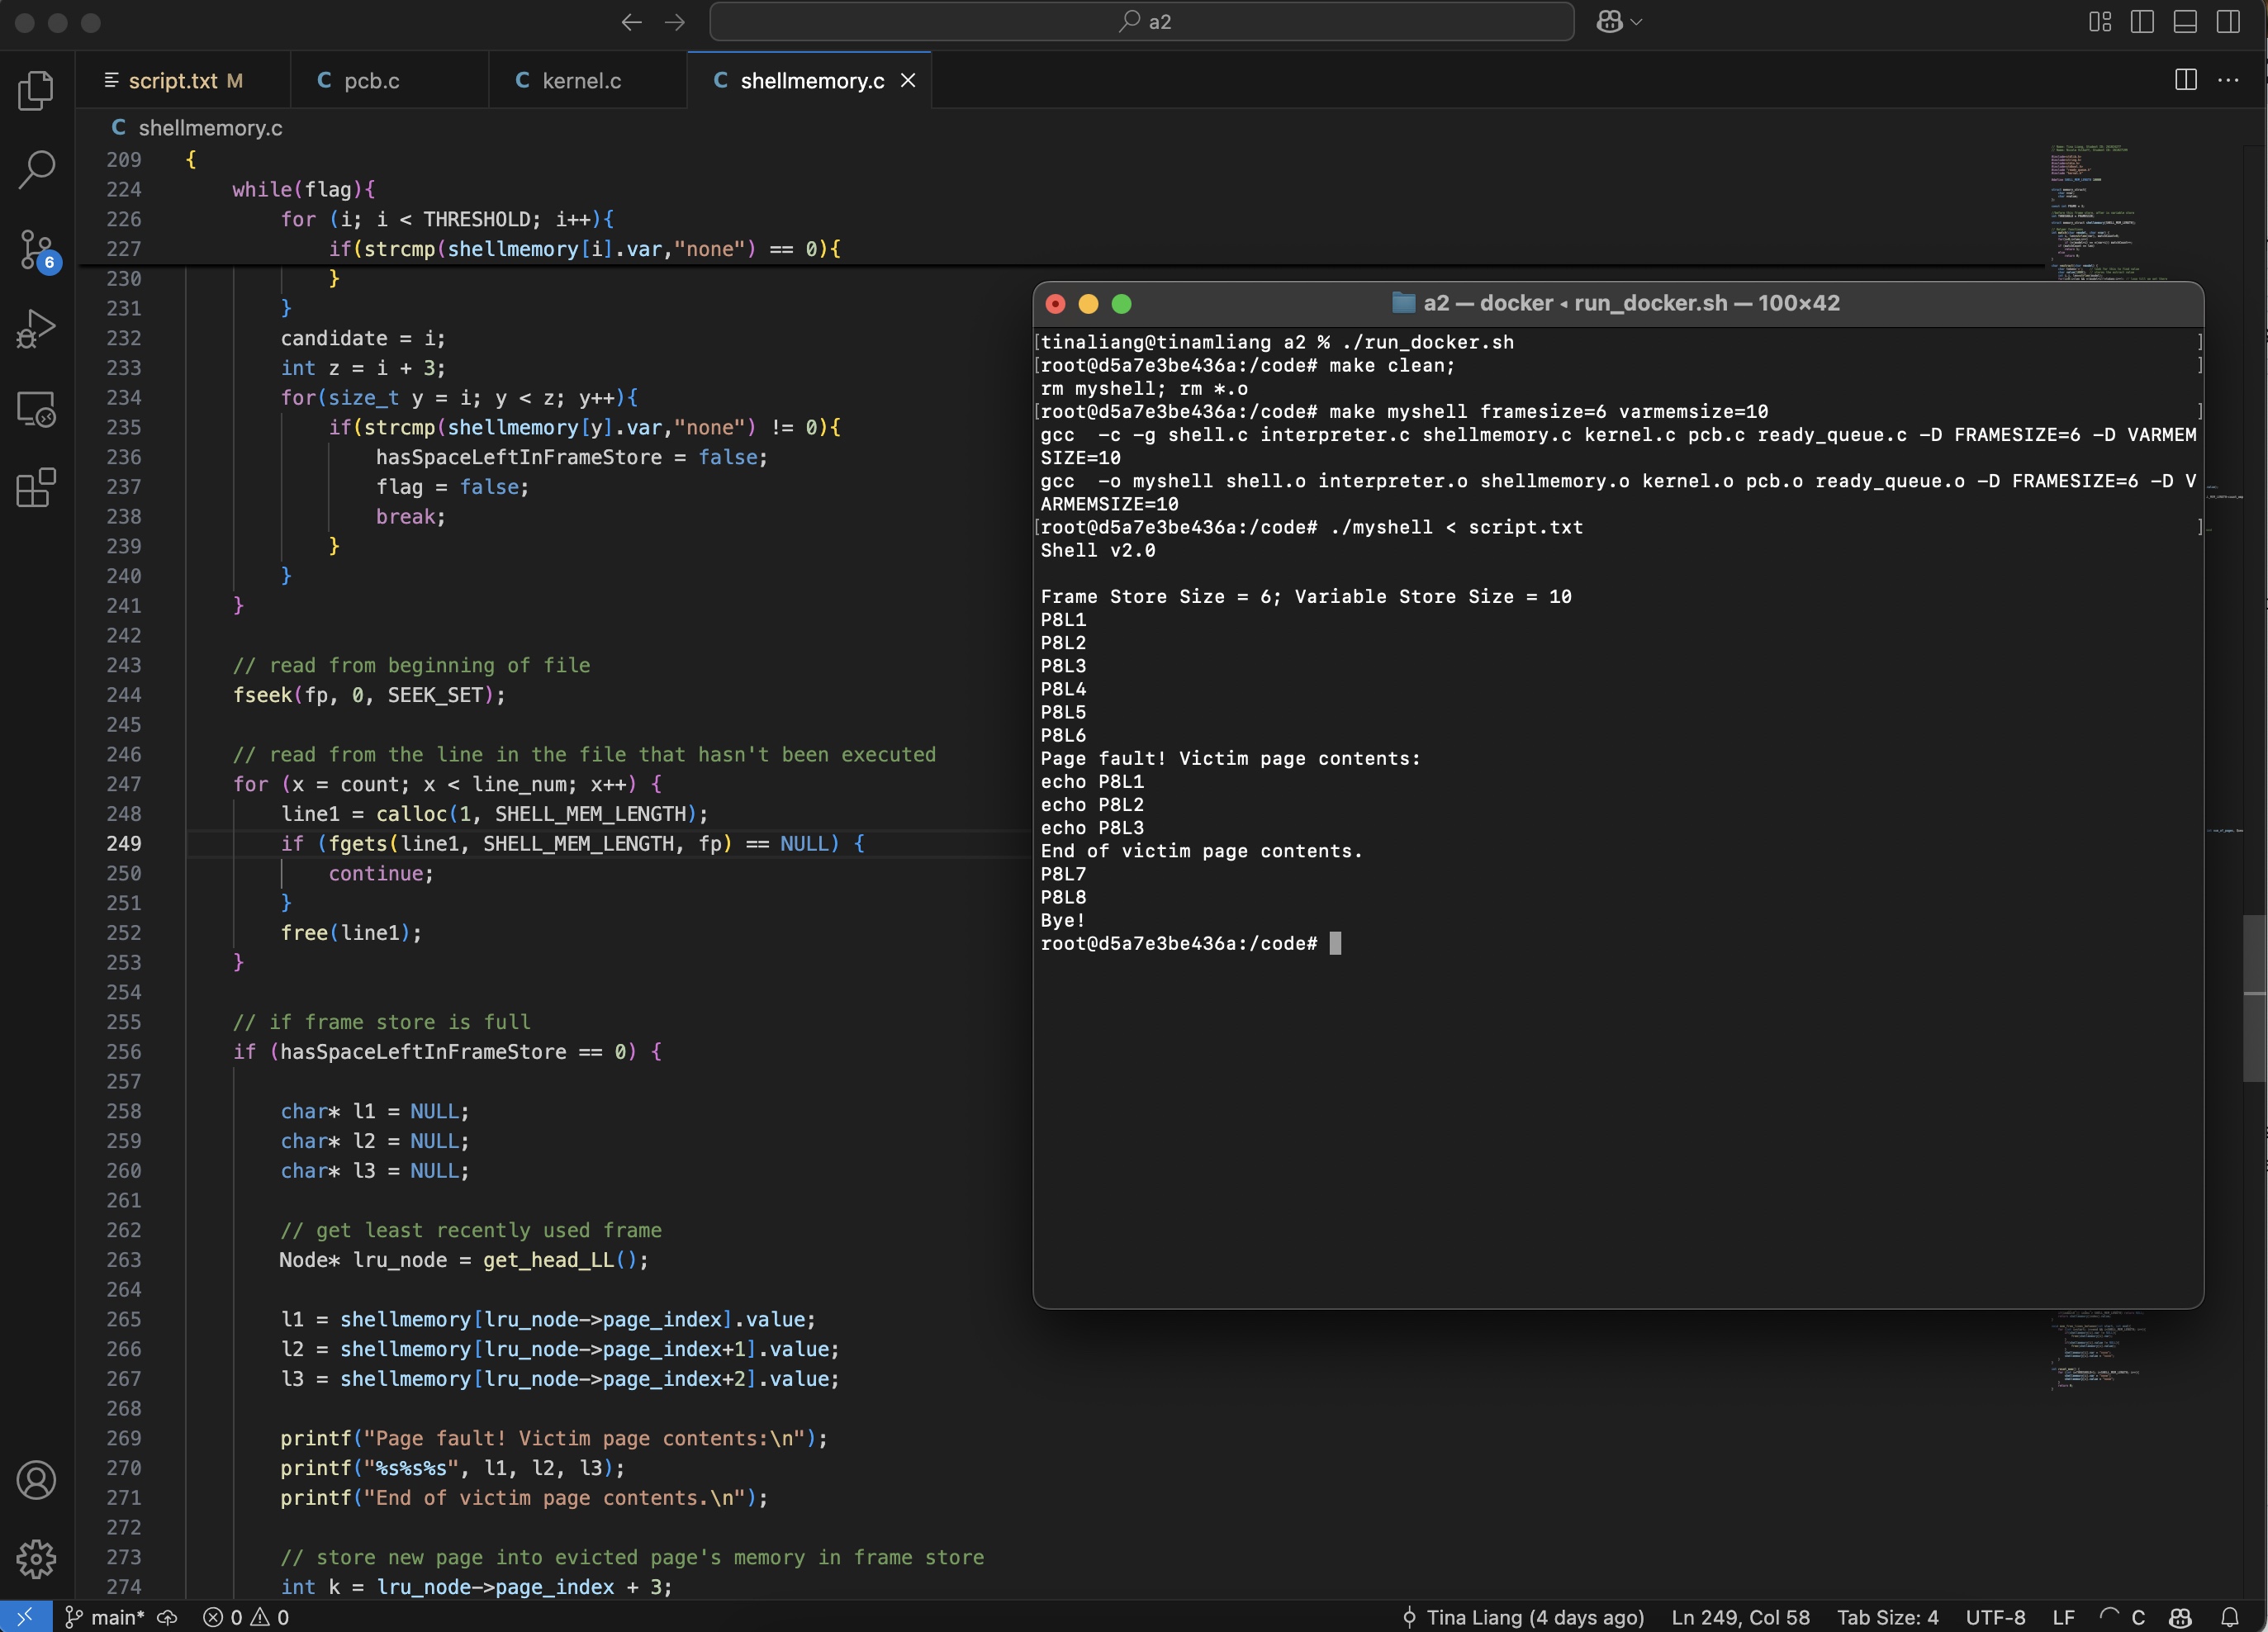 a2
script.txt M
pcb.c
kernel.c
shellmemory.c
shellmemory.c
209 {
224 while(flag){
226 for (i; i < THRESHOLD; i++){
227 if(strcmp(shellmemory[i].var,"none") == 0){
230 }
231 }
232 candidate = i;
233 int z = i + 3;
234 for(size_t y = i; y < z; y++){
235 if(strcmp(shellmemory[y].var,"none") != 0){
236 hasSpaceLeftInFrameStore = false;
237 flag = false;
238 break;
239 }
240 }
241 }
242
243 // read from beginning of file
244 fseek(fp, 0, SEEK_SET);
245
246 // read from the line in the file that hasn't been executed
247 for (x = count; x < line_num; x++) {
248 line1 = calloc(1, SHELL_MEM_LENGTH);
249 if (fgets(line1, SHELL_MEM_LENGTH, fp) == NULL) {
250 continue;
251 }
252 free(line1);
253 }
254
255 // if frame store is full
256 if (hasSpaceLeftInFrameStore == 0) {
257
258 char* l1 = NULL;
259 char* l2 = NULL;
260 char* l3 = NULL;
261
262 // get least recently used frame
263 Node* lru_node = get_head_LL();
264
265 l1 = shellmemory[lru_node->page_index].value;
266 l2 = shellmemory[lru_node->page_index+1].value;
267 l3 = shellmemory[lru_node->page_index+2].value;
268
269 printf("Page fault! Victim page contents:\n");
270 printf("%s%s%s", l1, l2, l3);
271 printf("End of victim page contents.\n");
272
273 // store new page into evicted page's memory in frame store
274 int k = lru_node->page_index + 3;
a2 — docker ◂ run_docker.sh — 100×42
[tinaliang@tinamliang a2 % ./run_docker.sh ]
[root@d5a7e3be436a:/code# make clean; ]
rm myshell; rm *.o
[root@d5a7e3be436a:/code# make myshell framesize=6 varmemsize=10 ]
gcc  -c -g shell.c interpreter.c shellmemory.c kernel.c pcb.c ready_queue.c -D FRAMESIZE=6 -D VARMEM
SIZE=10
gcc  -o myshell shell.o interpreter.o shellmemory.o kernel.o pcb.o ready_queue.o -D FRAMESIZE=6 -D V
ARMEMSIZE=10
[root@d5a7e3be436a:/code# ./myshell < script.txt ]
Shell v2.0
Frame Store Size = 6; Variable Store Size = 10
P8L1
P8L2
P8L3
P8L4
P8L5
P8L6
Page fault! Victim page contents:
echo P8L1
echo P8L2
echo P8L3
End of victim page contents.
P8L7
P8L8
Bye!
root@d5a7e3be436a:/code#
6
main* 0 0
Tina Liang (4 days ago) Ln 249, Col 58 Tab Size: 4 UTF-8 LF C